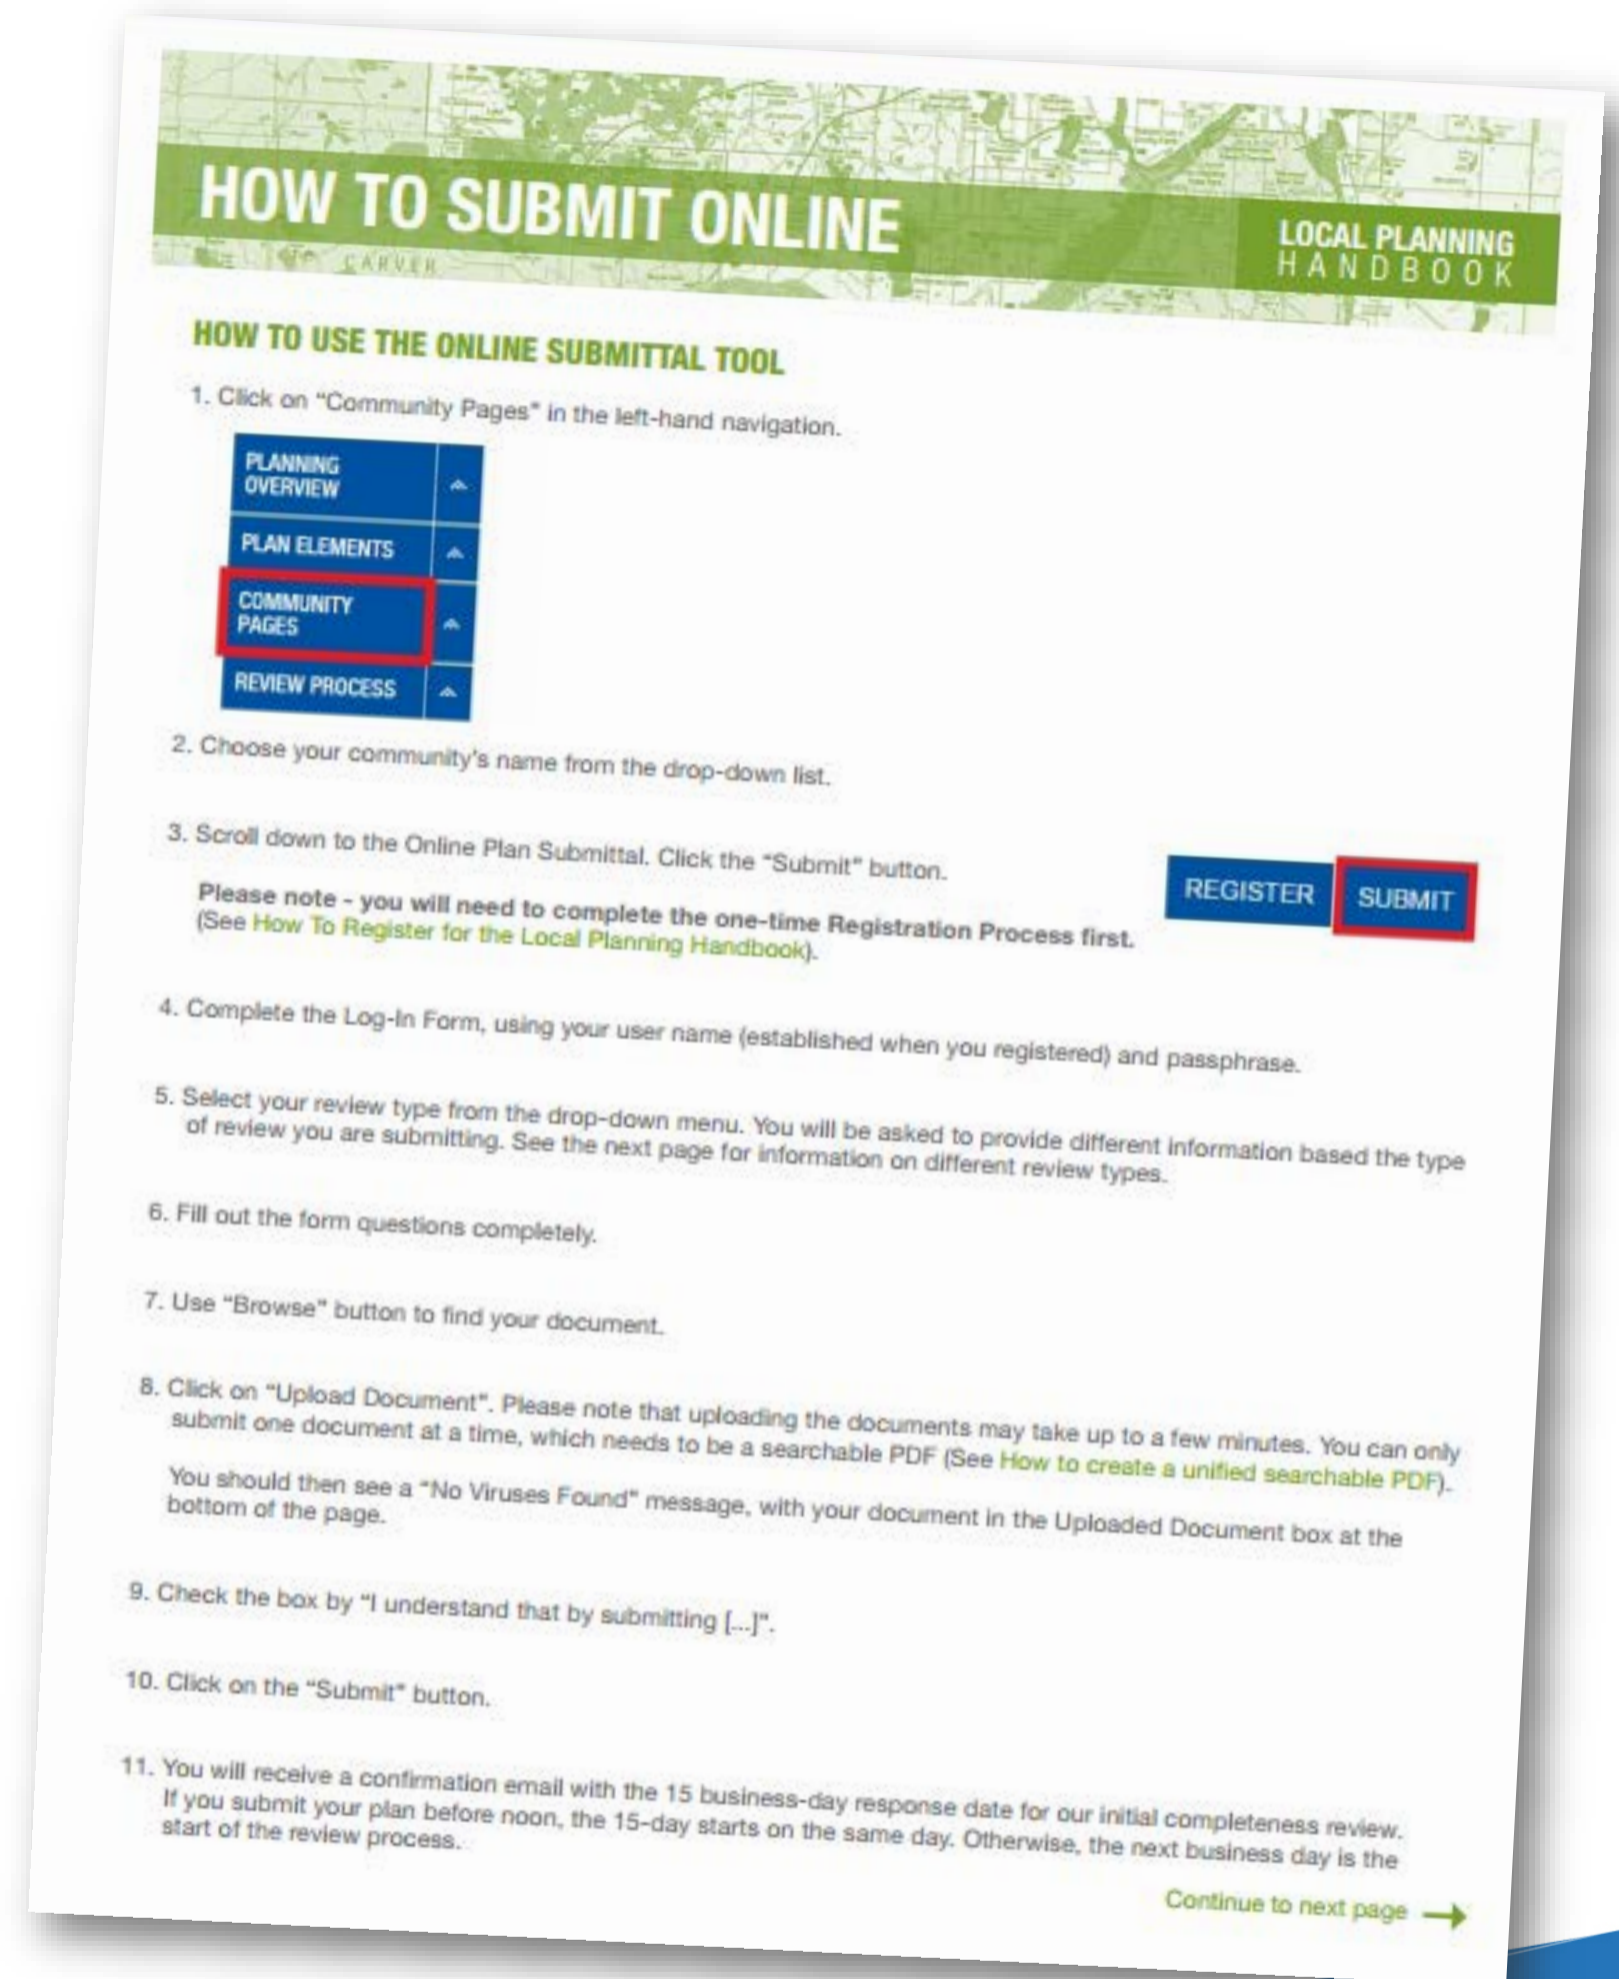 HOW TO SUBMIT ONLINE
LOCAL PLANNING
HANDBOOK
CARVER
HOW TO USE THE ONLINE SUBMITTAL TOOL
1. Click on “Community Pages” in the left-hand navigation.
PLANNING
OVERVIEW
PLAN ELEMENTS
COMMUNITY
PAGES
REVIEW PROCESS
2. Choose your community's name from the drop-down list.
3. Scroll down to the Online Plan Submittal. Click the “Submit” button.
Please note - you will need to complete the one-time Registration Process first.
(See How To Register for the Local Planning Handbook).
REGISTER
SUBMIT
4. Complete the Log-In Form, using your user name (established when you registered) and passphrase.
5. Select your review type from the drop-down menu. You will be asked to provide different information based the type
of review you are submitting. See the next page for information on different review types.
6. Fill out the form questions completely.
7. Use “Browse” button to find your document.
8. Click on “Upload Document”. Please note that uploading the documents may take up to a few minutes. You can only
submit one document at a time, which needs to be a searchable PDF (See How to create a unified searchable PDF).
You should then see a “No Viruses Found” message, with your document in the Uploaded Document box at the
bottom of the page.
9. Check the box by “I understand that by submitting [...]”.
10. Click on the “Submit” button.
11. You will receive a confirmation email with the 15 business-day response date for our initial completeness review.
If you submit your plan before noon, the 15-day starts on the same day. Otherwise, the next business day is the
start of the review process.
Continue to next page